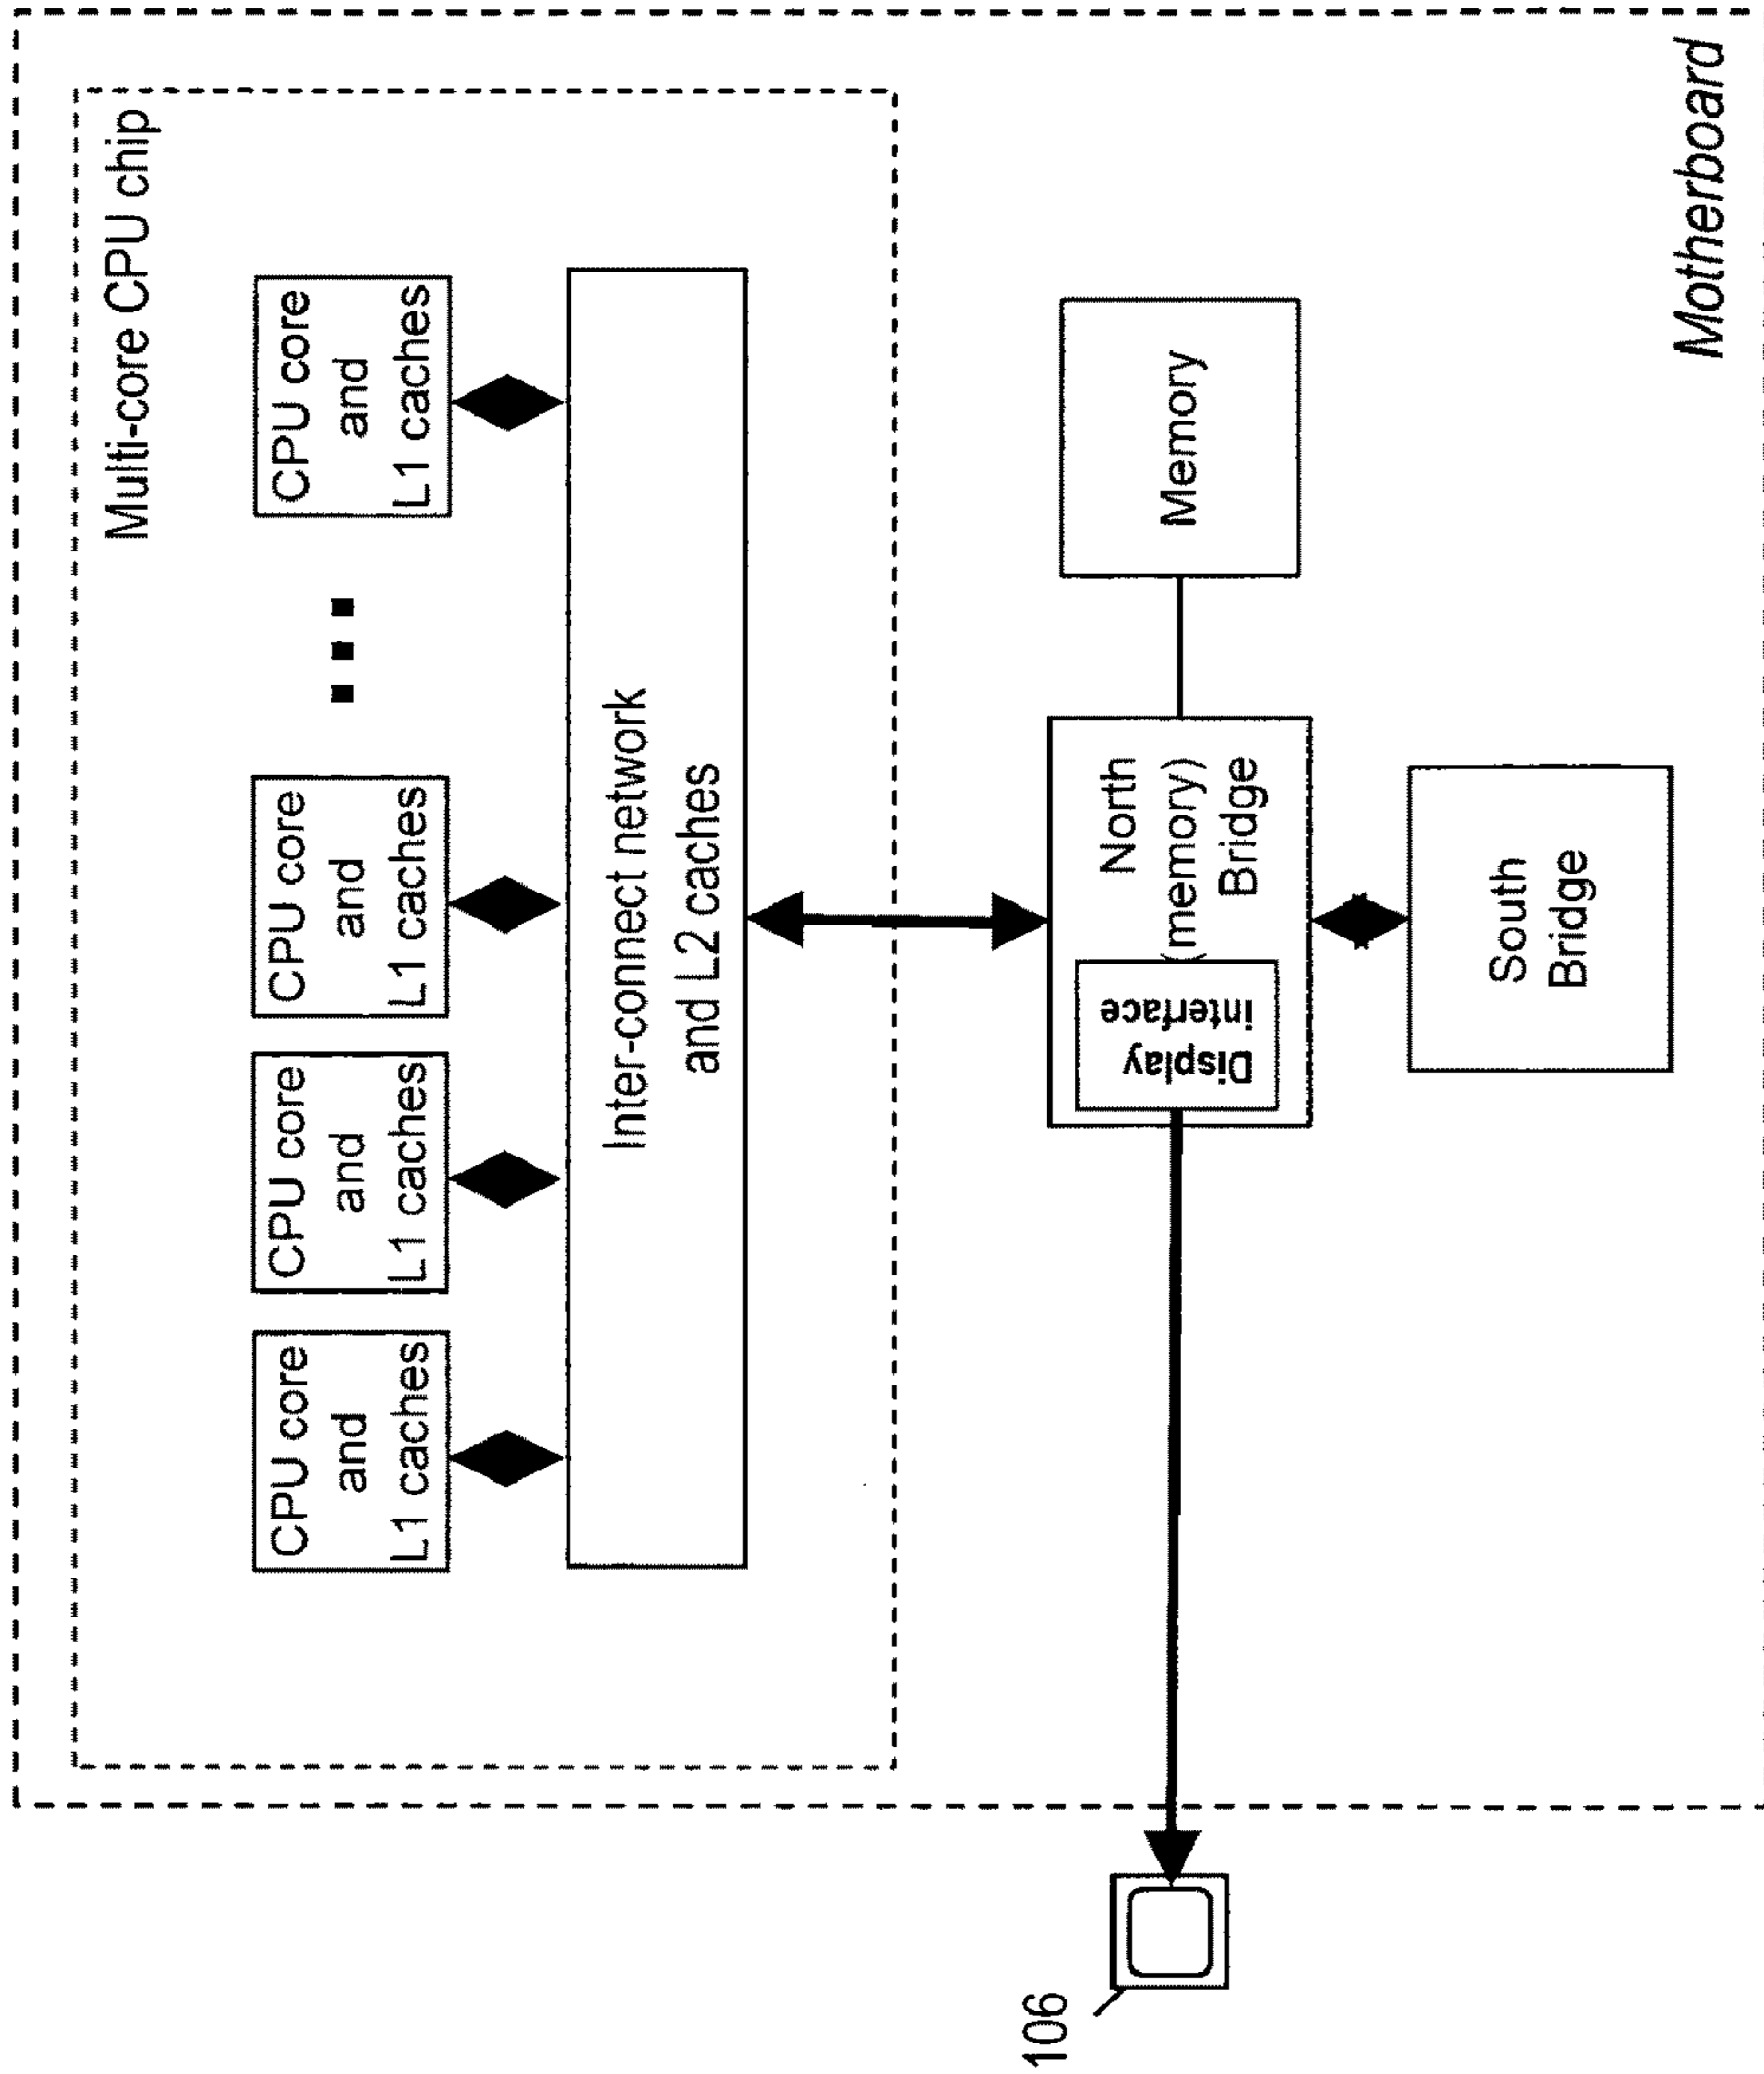 Multi-core CPU chip
CPU core
and
L1 caches
CPU core
and
L1 caches
CPU core
and
L1 caches
CPU core
and
L1 caches
Inter-connect network
and L2 caches
106
Display
interface
North
(memory)
Bridge
Memory
South
Bridge
Motherboard